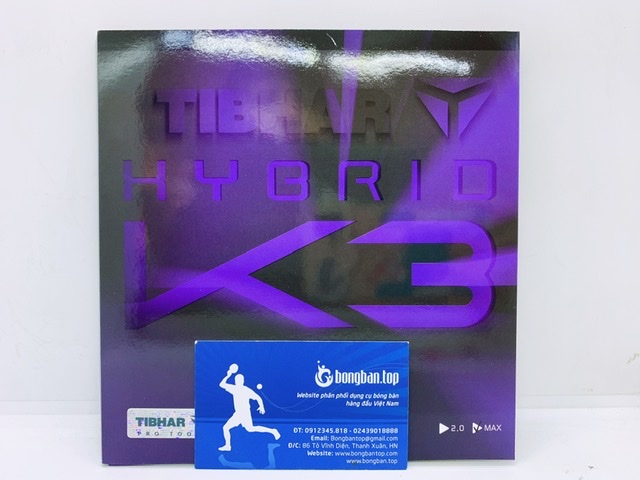 TIBHAR
HYBRID
K3
bongban.top
Website phân phối dụng cụ bóng bàn
hàng đầu Việt Nam
ĐT: 0912345.818 - 02439018888
Email: Bongbantop@gmail.com
Đ/C: B6 Tô Vĩnh Diện, Thanh Xuân, HN
Website: www.bongbantop.com
www.bongban.top
TIBHAR
PRO TOO
2.0 MAX